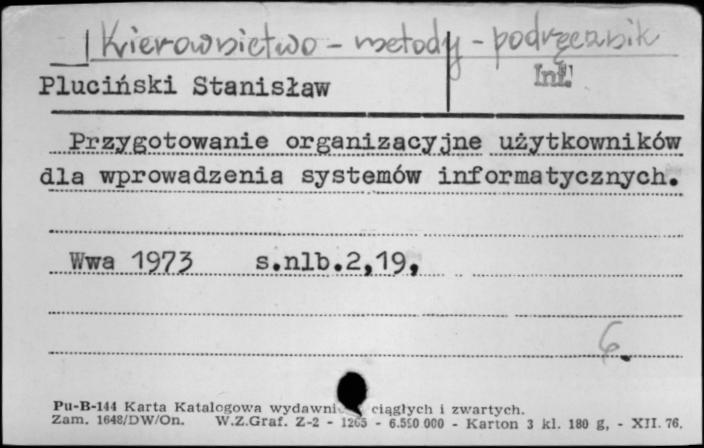 Kierownictwo - metody - podręcznik
Pluciński Stanisław
Inf.
Przygotowanie organizacyjne użytkowników
dla wprowadzenia systemów informatycznych.
Wwa 1973 s.nlb.2,19,
6.
Pu-B-144 Karta Katalogowa wydawni ciągłych i zwartych.
Zam. 1648/DW/On. W.Z.Graf. Z-2 - 1265 - 6.590 000 - Karton 3 kl. 180 g, - XII. 76.